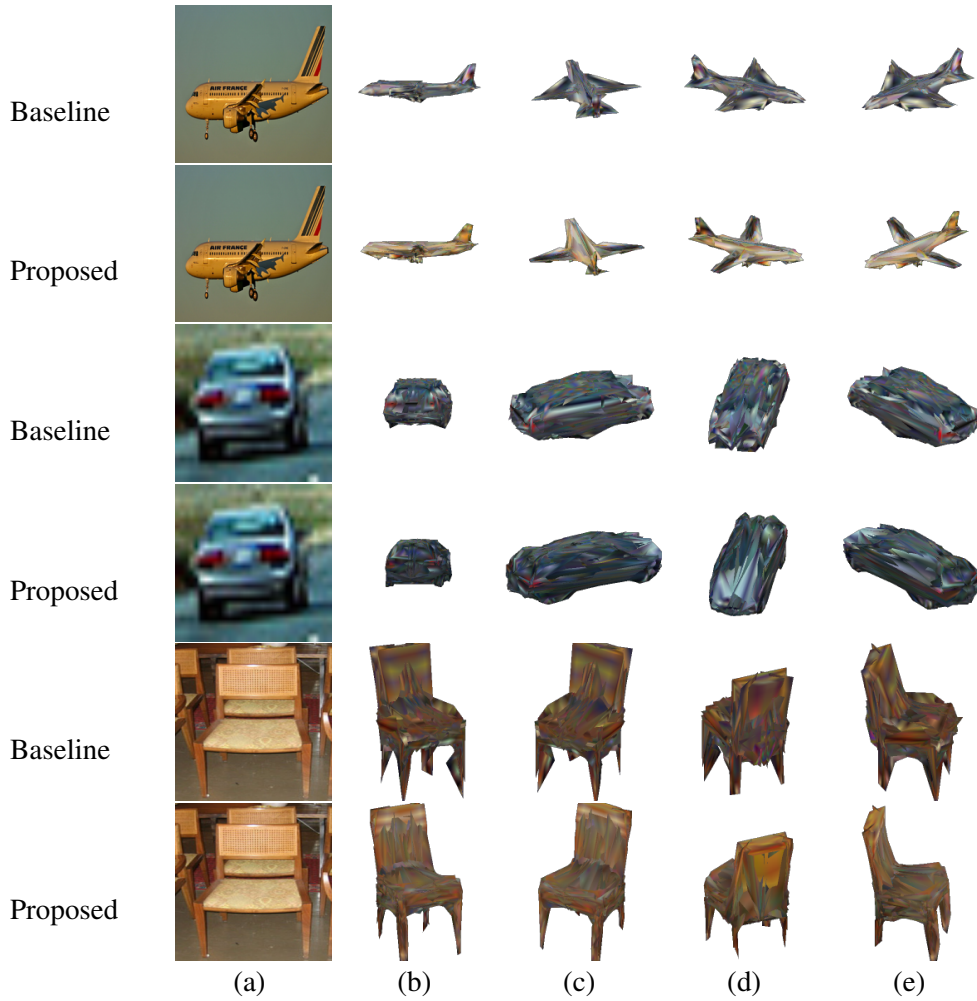 Baseline
AIR FRANCE
Proposed
AIR FRANCE
Baseline
Proposed
Baseline
Proposed
(a) (b) (c) (d) (e)